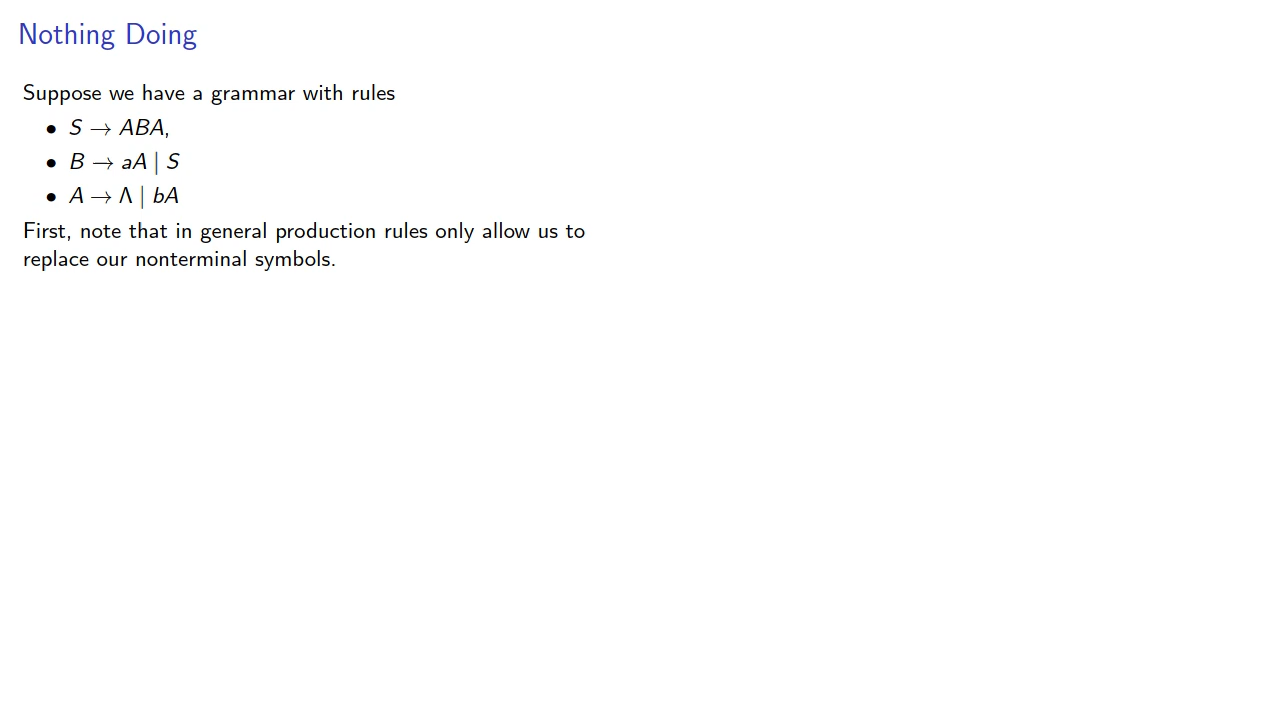 Nothing Doing
Suppose we have a grammar with rules
• S → ABA,
• B → aA | S
• A → Λ | bA
First, note that in general production rules only allow us to
replace our nonterminal symbols.